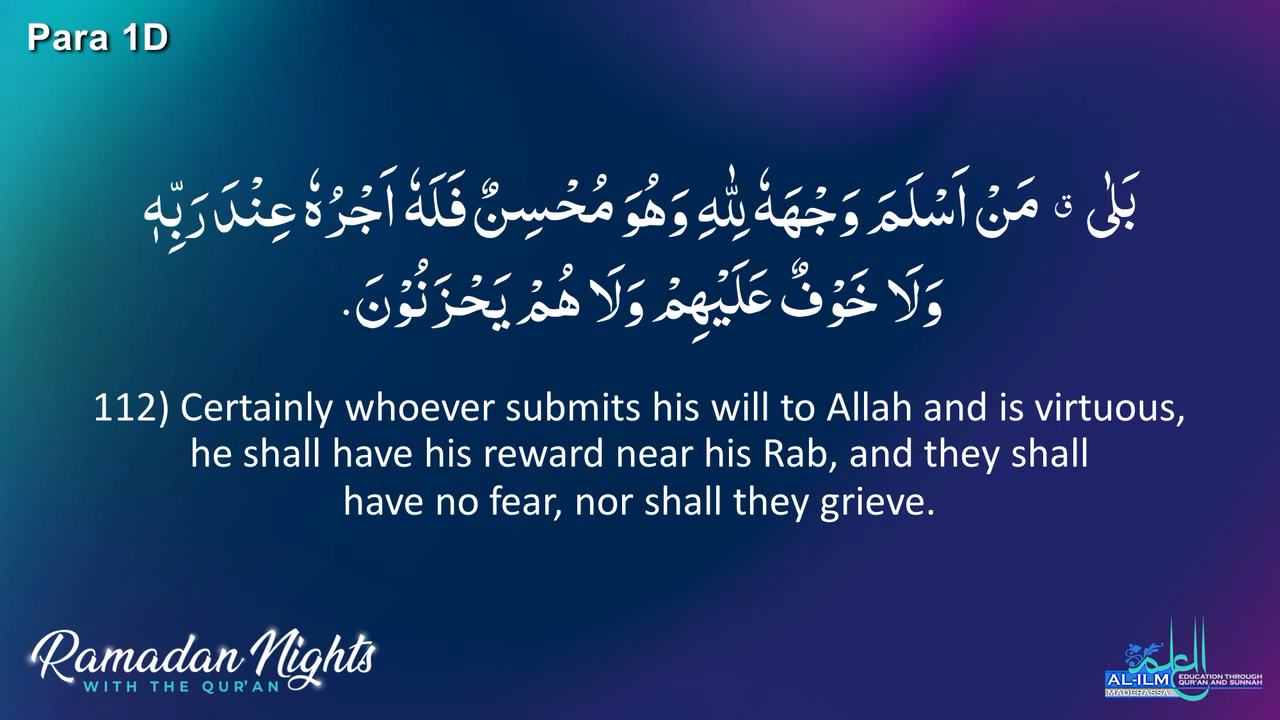 Para 1D
بَلٰى ۛ ق مَنْ اَسْلَمَ وَجْهَهٗ لِلّٰهِ وَهُوَ مُحْسِنٌ فَلَهٗ اَجْرُهٗ عِنْدَ رَبِّهٖ
وَلَا خَوْفٌ عَلَيْهِمْ وَلَا هُمْ يَحْزَنُوْنَ.
112) Certainly whoever submits his will to Allah and is virtuous,
he shall have his reward near his Rab, and they shall
have no fear, nor shall they grieve.
Ramadan Nights
WITH THE QUR'AN
العلم
AL-ILM
MADERASSA
EDUCATION THROUGH
QUR'AN AND SUNNAH